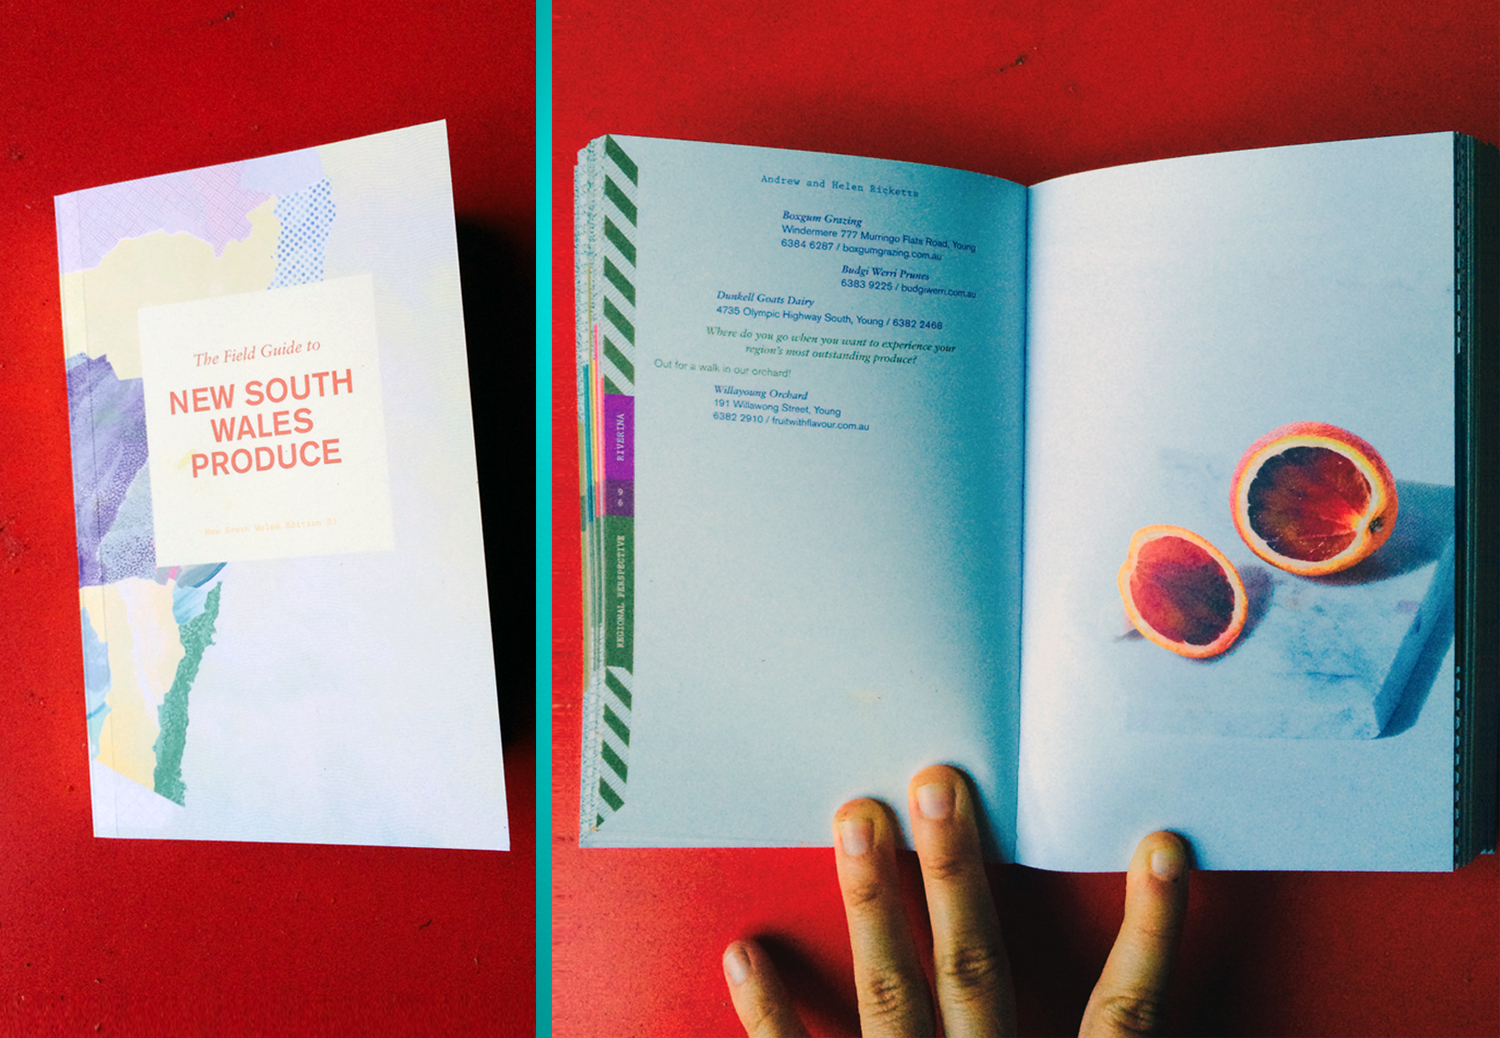 The Field Guide to
NEW SOUTH
WALES
PRODUCE
New South Wales Edition 01
Andrew and Helen Ricketts
Boxgum Grazing
Windermere 777 Murringo Flats Road, Young
6384 6287 / boxgumgrazing.com.au
Budgi Werri Prunes
6383 9225 / budgiwerri.com.au
Dunkell Goats Dairy
4735 Olympic Highway South, Young / 6382 2468
Where do you go when you want to experience your
region's most outstanding produce?
Out for a walk in our orchard!
Willayoung Orchard
191 Willawong Street, Young
6382 2910 / fruitwithflavour.com.au
RIVERINA
96
REGIONAL PERSPECTIVE